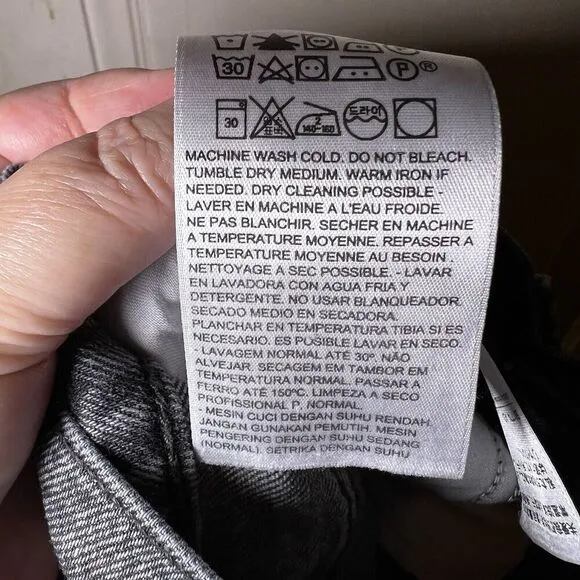 30 P®
30 2 140-160 드라이
MACHINE WASH COLD. DO NOT BLEACH.
TUMBLE DRY MEDIUM. WARM IRON IF
NEEDED. DRY CLEANING POSSIBLE -
LAVER EN MACHINE A L'EAU FROIDE.
NE PAS BLANCHIR. SECHER EN MACHINE
A TEMPERATURE MOYENNE. REPASSER A
TEMPERATURE MOYENNE AU BESOIN.
NETTOYAGE A SEC POSSIBLE. - LAVAR
EN LAVADORA CON AGUA FRIA Y
DETERGENTE. NO USAR BLANQUEADOR.
SECADO MEDIO EN SECADORA.
PLANCHAR EN TEMPERATURA TIBIA SI ES
NECESARIO. ES POSIBLE LAVAR EN SECO.
- LAVAGEM NORMAL ATÉ 30º. NÃO
ALVEJAR. SECAGEM EM TAMBOR EM
TEMPERATURA NORMAL. PASSAR A
FERRO ATÉ 150ºC. LIMPEZA A SECO
PROFISSIONAL P, NORMAL.
- MESIN CUCI DENGAN SUHU RENDAH.
JANGAN GUNAKAN PEMUTIH. MESIN
PENGERING DENGAN SUHU SEDANG
(NORMAL). SETRIKA DENGAN SUHU